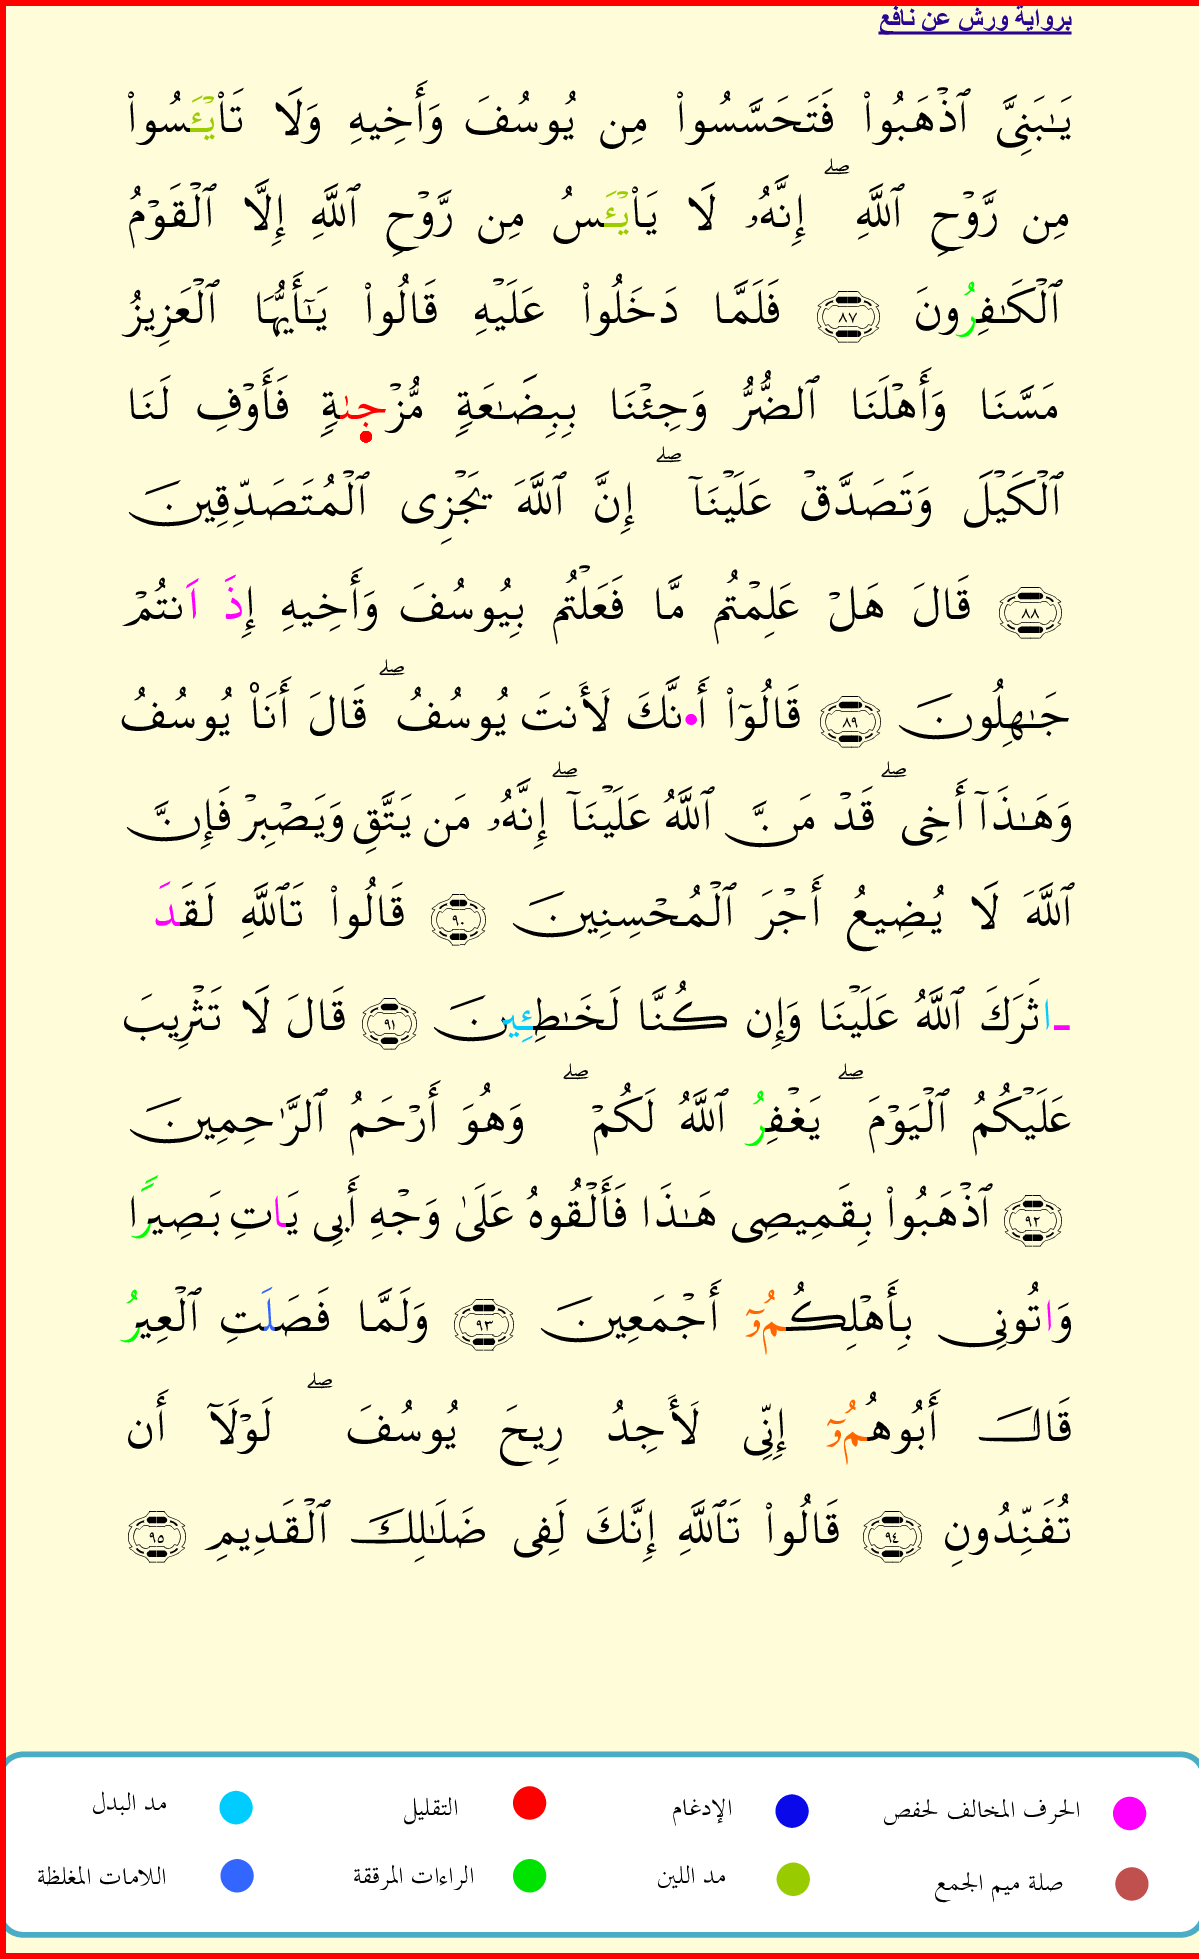 برواية ورش عن نافع
يَـٰبَنِىَّ ٱذْهَبُوا۟ فَتَحَسَّسُوا۟ مِن يُوسُفَ وَأَخِيهِ وَلَا تَا۟يْـَٔسُوا۟
مِن رَّوْحِ ٱللَّهِ ۖ إِنَّهُۥ لَا يَا۟يْـَٔسُ مِن رَّوْحِ ٱللَّهِ إِلَّا ٱلْقَوْمُ
ٱلْكَـٰفِرُونَ ٨٧ فَلَمَّا دَخَلُوا۟ عَلَيْهِ قَالُوا۟ يَـٰٓأَيُّهَا ٱلْعَزِيزُ
مَسَّنَا وَأَهْلَنَا ٱلضُّرُّ وَجِئْنَا بِبِضَـٰعَةٍ مُّزْجىٰةٍ فَأَوْفِ لَنَا
ٱلْكَيْلَ وَتَصَدَّقْ عَلَيْنَآ ۖ إِنَّ ٱللَّهَ يَجْزِى ٱلْمُتَصَدِّقِينَ
٨٨ قَالَ هَلْ عَلِمْتُم مَّا فَعَلْتُم بِيُوسُفَ وَأَخِيهِ إِذَ اَنتُمْ
جَـٰهِلُونَ ٨٩ قَالُوٓا۟ أَ•نَّكَ لَأَنتَ يُوسُفُ ۖ قَالَ أَنَا۠ يُوسُفُ
وَهَـٰذَآ أَخِى ۖ قَدْ مَنَّ ٱللَّهُ عَلَيْنَآ ۖ إِنَّهُۥ مَن يَتَّقِ وَيَصْبِرْ فَإِنَّ
ٱللَّهَ لَا يُضِيعُ أَجْرَ ٱلْمُحْسِنِينَ ٩٠ قَالُوا۟ تَٱللَّهِ لَقَدَ
ـاثَرَكَ ٱللَّهُ عَلَيْنَا وَإِن كُنَّا لَخَـٰطِـِٔينَ ٩١ قَالَ لَا تَثْرِيبَ
عَلَيْكُمُ ٱلْيَوْمَ ۖ يَغْفِرُ ٱللَّهُ لَكُمْ ۖ وَهُوَ أَرْحَمُ ٱلرَّٰحِمِينَ
٩٢ ٱذْهَبُوا۟ بِقَمِيصِى هَـٰذَا فَأَلْقُوهُ عَلَىٰ وَجْهِ أَبِى يَاتِ بَصِيرًا
وَاتُونِى بِأَهْلِكُمُۥٓ أَجْمَعِينَ ٩٣ وَلَمَّا فَصَلَتِ ٱلْعِيرُ
قَالَ أَبُوهُمُۥٓ إِنِّى لَأَجِدُ رِيحَ يُوسُفَ ۖ لَوْلَآ أَن
تُفَنِّدُونِ ٩٤ قَالُوا۟ تَٱللَّهِ إِنَّكَ لَفِى ضَلَـٰلِكَ ٱلْقَدِيمِ ٩٥
الحرف المخالف لحفص الإدغام التقليل مد البدل
صلة ميم الجمع مد اللين الراءات المرققة اللامات المغلظة